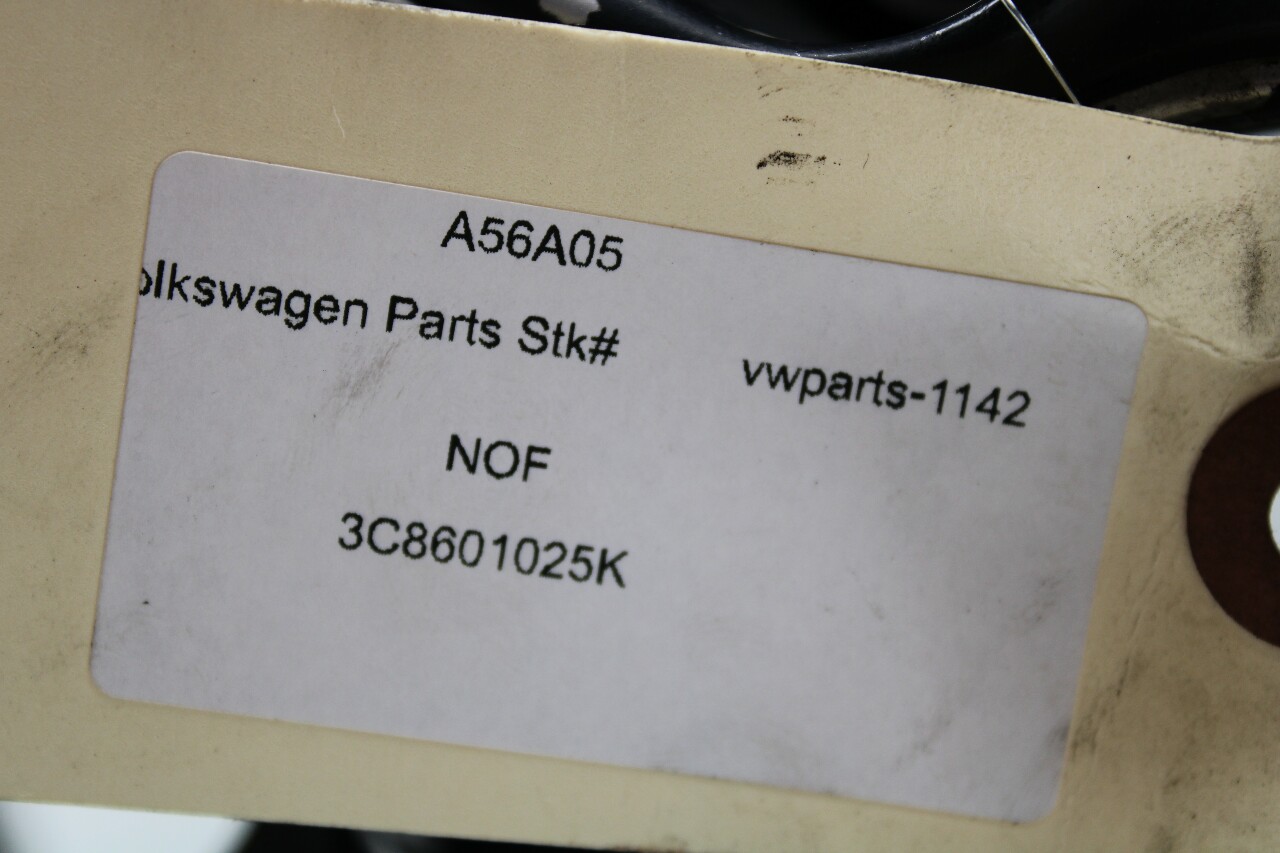 A56A05
olkswagen Parts Stk# vwparts-1142
NOF
3C8601025K